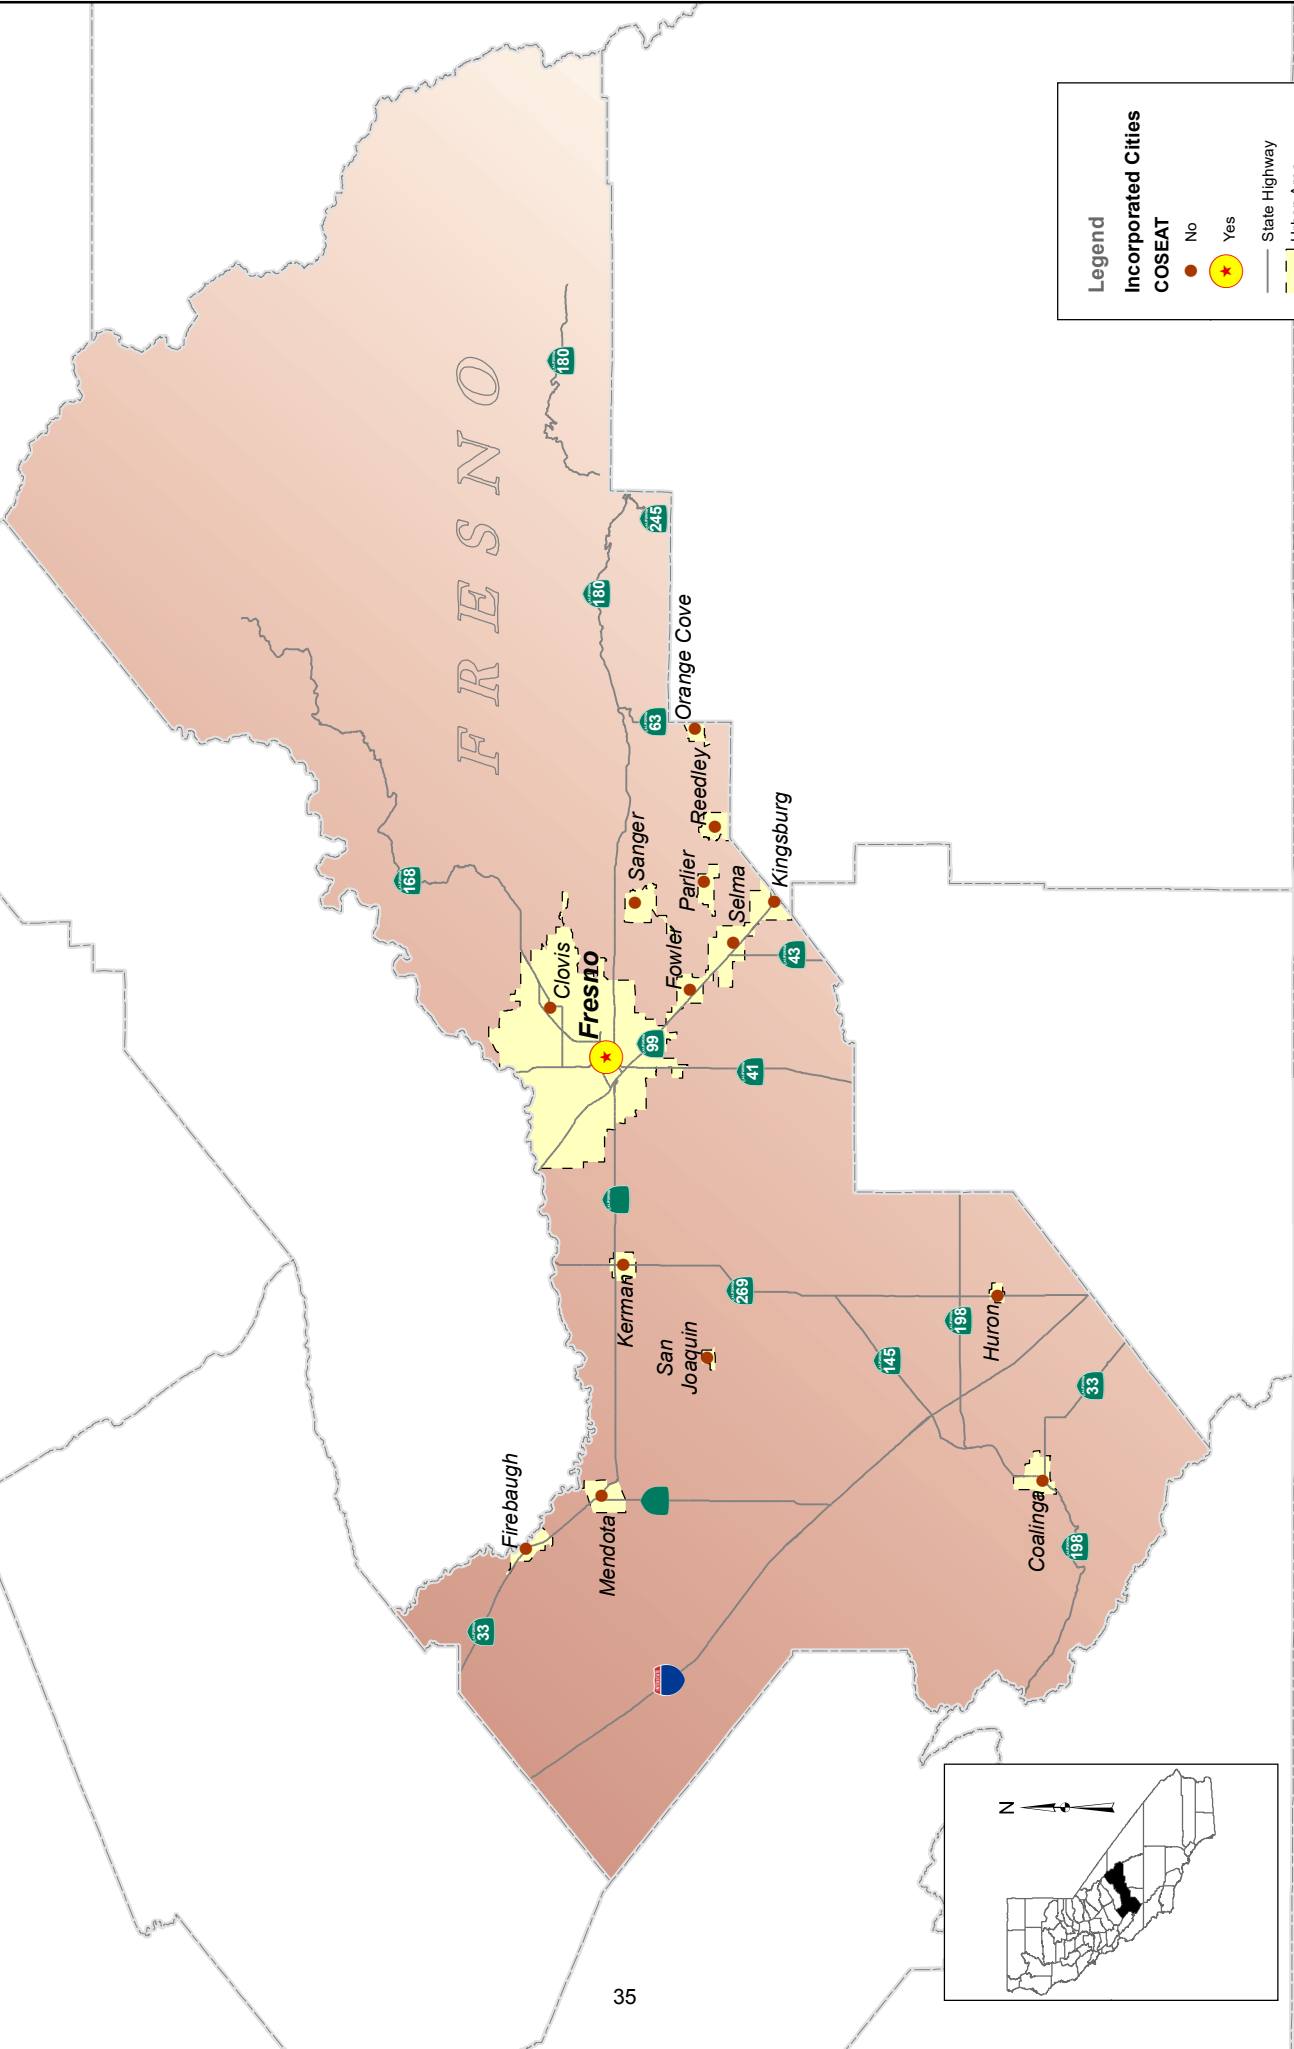 FRESNO
180
180
245
63
168
Orange Cove
Reedley
Kingsburg
Sanger
Parlier
Selma
Fowler
Clovis
Fresno
99
43
41
Kerman
269
San
Joaquin
145
198
Huron
33
Firebaugh
Mendota
Coalinga
198
33
Legend
Incorporated Cities
COSEAT
No
Yes
State Highway
N
35